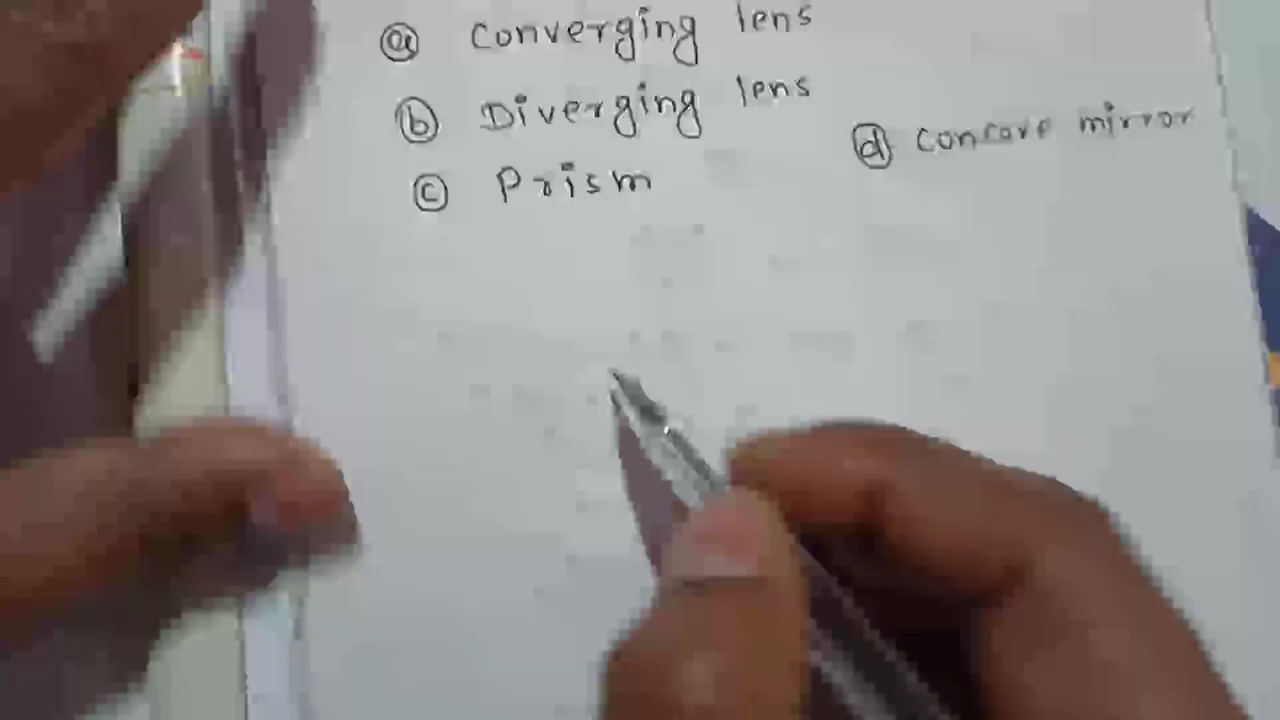 (a) Converging lens
(b) Diverging lens
(c) Prism
(d) Concave mirror